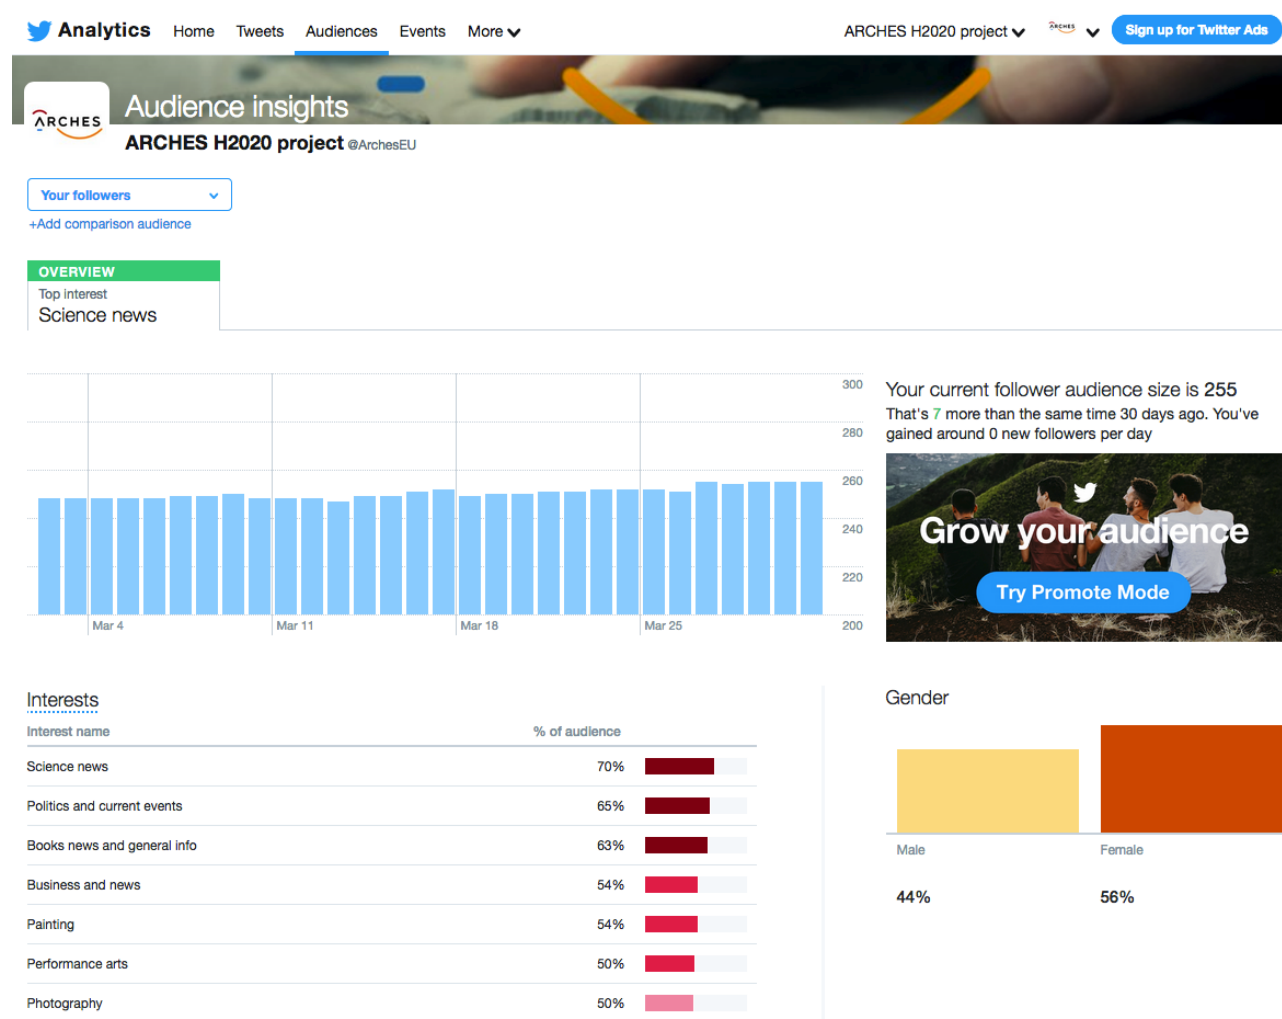 Analytics Home Tweets Audiences Events More ARCHES H2020 project ARCHES Sign up for Twitter Ads
ARCHES
Audience insights
ARCHES H2020 project @ArchesEU
Your followers
+Add comparison audience
OVERVIEW
Top interest
Science news
300
280
260
240
220
200
Mar 4 Mar 11 Mar 18 Mar 25
Your current follower audience size is 255
That's 7 more than the same time 30 days ago. You've
gained around 0 new followers per day
Grow your audience
Try Promote Mode
Interests
Interest name % of audience
Science news 70%
Politics and current events 65%
Books news and general info 63%
Business and news 54%
Painting 54%
Performance arts 50%
Photography 50%
Gender
Male Female
44% 56%